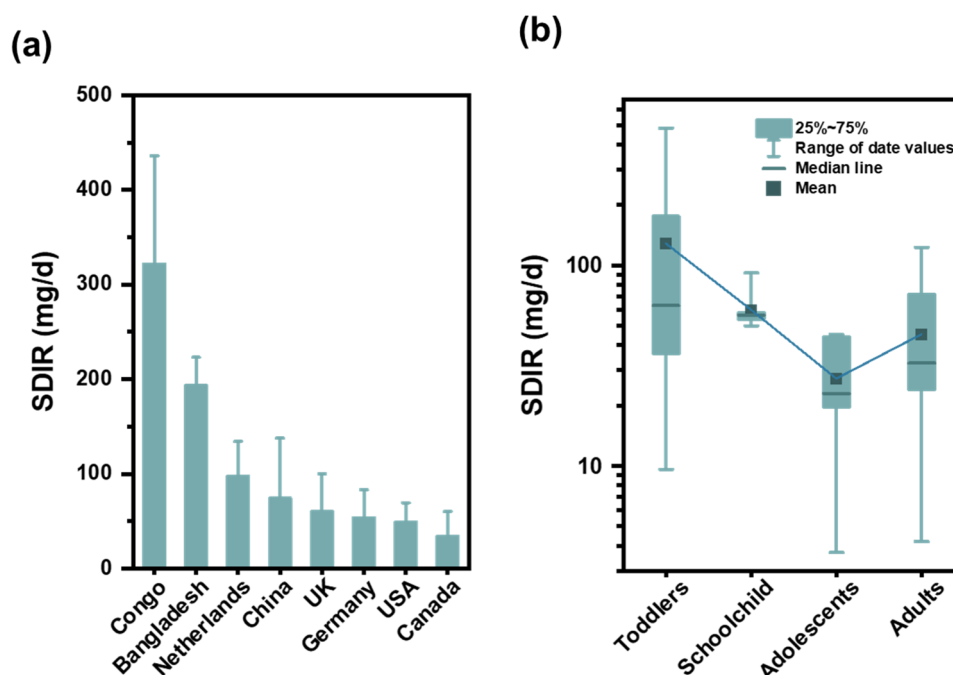 (a)
(b)
500
400
300
200
100
0
SDIR (mg/d)
Congo
Bangladesh
Netherlands
China
UK
Germany
USA
Canada
25%~75%
Range of date values
Median line
Mean
100
10
SDIR (mg/d)
Toddlers
Schoolchild
Adolescents
Adults